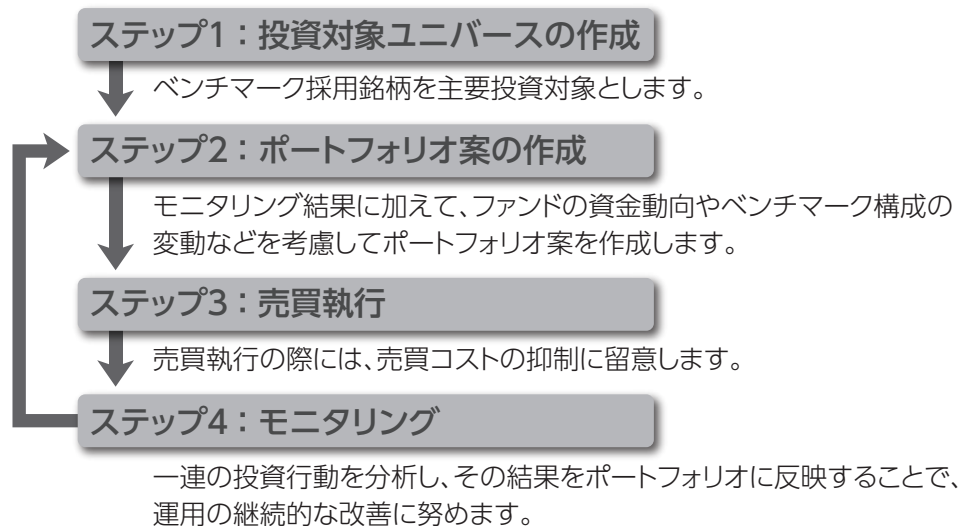 ステップ1：投資対象ユニバースの作成
ベンチマーク採用銘柄を主要投資対象とします。
ステップ2：ポートフォリオ案の作成
モニタリング結果に加えて、ファンドの資金動向やベンチマーク構成の
変動などを考慮してポートフォリオ案を作成します。
ステップ3：売買執行
売買執行の際には、売買コストの抑制に留意します。
ステップ4：モニタリング
一連の投資行動を分析し、その結果をポートフォリオに反映することで、
運用の継続的な改善に努めます。